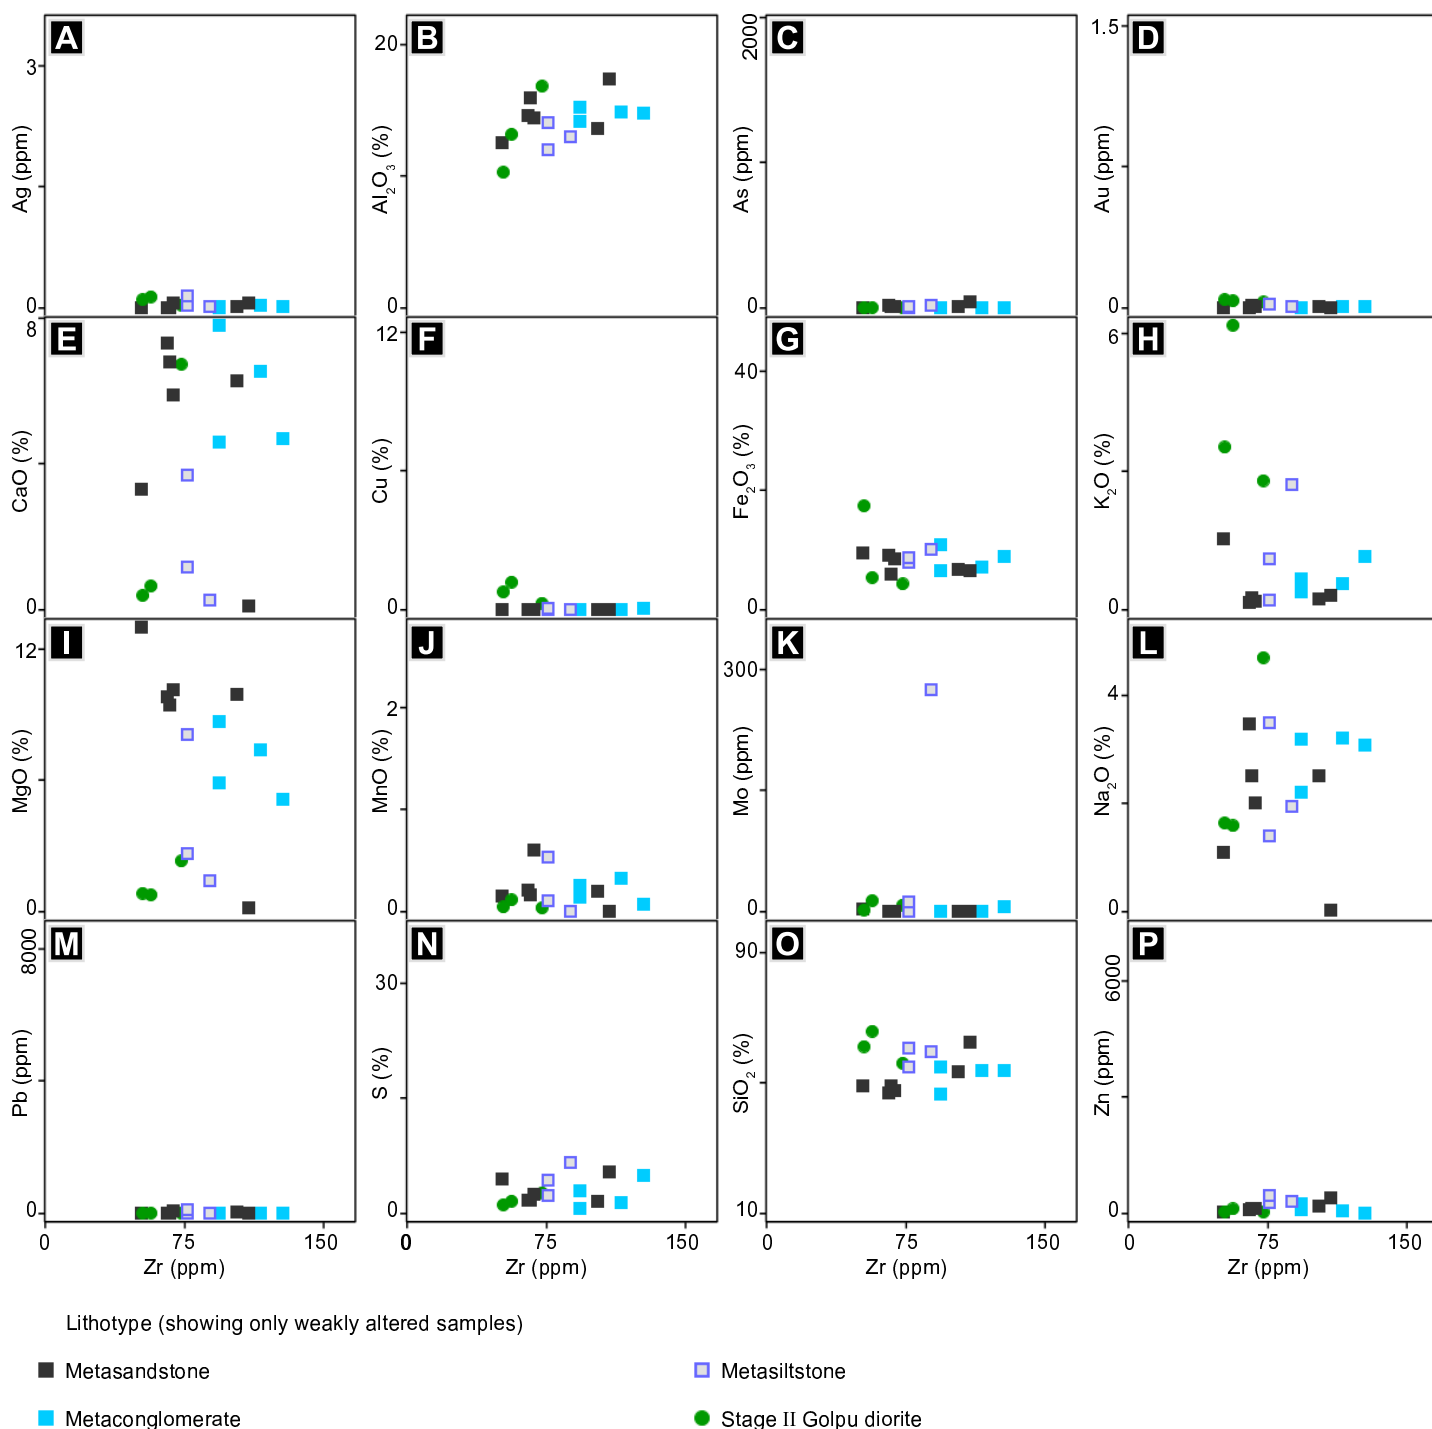 A B C D
3 20 2000 1.5
Ag (ppm) Al2O3 (%) As (ppm) Au (ppm)
0 0 0 0
E F G H
8 12 40 6
CaO (%) Cu (%) Fe2O3 (%) K2O (%)
0 0 0 0
I J K L
12 2 300 4
MgO (%) MnO (%) Mo (ppm) Na2O (%)
0 0 0 0
M N O P
8000 30 90 6000
Pb (ppm) S (%) SiO2 (%) Zn (ppm)
0 0 10 0
0 75 150 0 75 150 0 75 150 0 75 150
Zr (ppm) Zr (ppm) Zr (ppm) Zr (ppm)
Lithotype (showing only weakly altered samples)
Metasandstone Metasiltstone
Metaconglomerate Stage II Golpu diorite